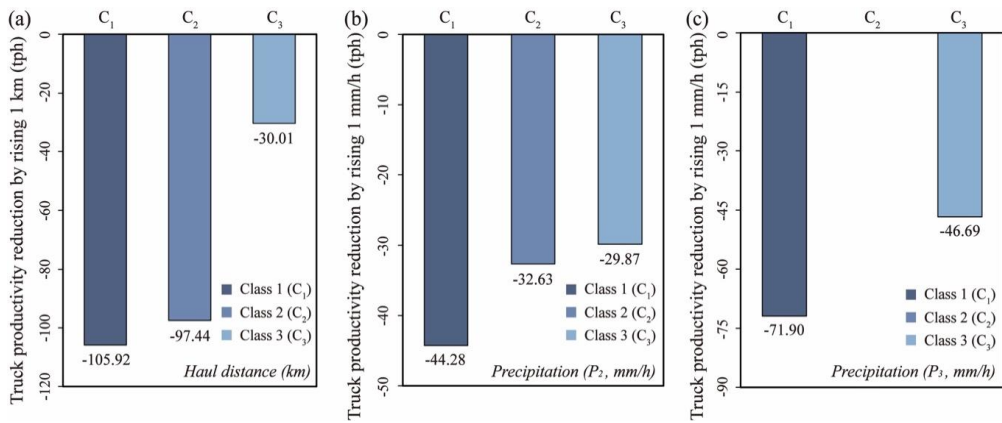 (a)
C₁ C₂ C₃
Truck productivity reduction by rising 1 km (tph)
0
-20
-40
-60
-80
-100
-120
-105.92
-97.44
-30.01
Class 1 (C₁)
Class 2 (C₂)
Class 3 (C₃)
Haul distance (km)
(b)
C₁ C₂ C₃
Truck productivity reduction by rising 1 mm/h (tph)
0
-10
-20
-30
-40
-50
-44.28
-32.63
-29.87
Class 1 (C₁)
Class 2 (C₂)
Class 3 (C₃)
Precipitation (P₂, mm/h)
(c)
C₁ C₂ C₃
Truck productivity reduction by rising 1 mm/h (tph)
0
-15
-30
-45
-60
-75
-90
-71.90
-46.69
Class 1 (C₁)
Class 2 (C₂)
Class 3 (C₃)
Precipitation (P₃, mm/h)